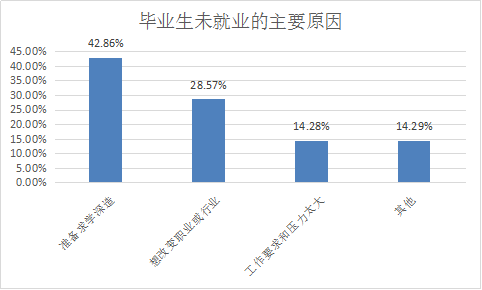 毕业生未就业的主要原因
45.00%
40.00%
35.00%
30.00%
25.00%
20.00%
15.00%
10.00%
5.00%
0.00%
42.86%
28.57%
14.28%
14.29%
准备求学深造
想改变职业或行业
工作要求和压力太大
其他